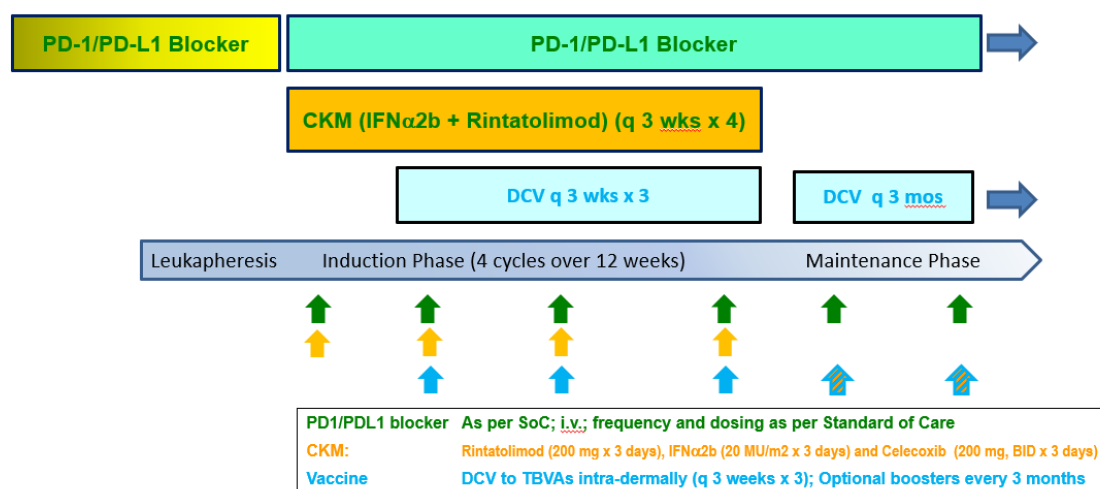 PD-1/PD-L1 Blocker
PD-1/PD-L1 Blocker
CKM (IFNα2b + Rintatolimod) (q 3 wks x 4)
DCV q 3 wks x 3
DCV q 3 mos
Leukapheresis
Induction Phase (4 cycles over 12 weeks)
Maintenance Phase
PD1/PDL1 blocker As per SoC; i.v.; frequency and dosing as per Standard of Care
CKM: Rintatolimod (200 mg x 3 days), IFNα2b (20 MU/m2 x 3 days) and Celecoxib (200 mg, BID x 3 days)
Vaccine DCV to TBVAs intra-dermally (q 3 weeks x 3); Optional boosters every 3 months